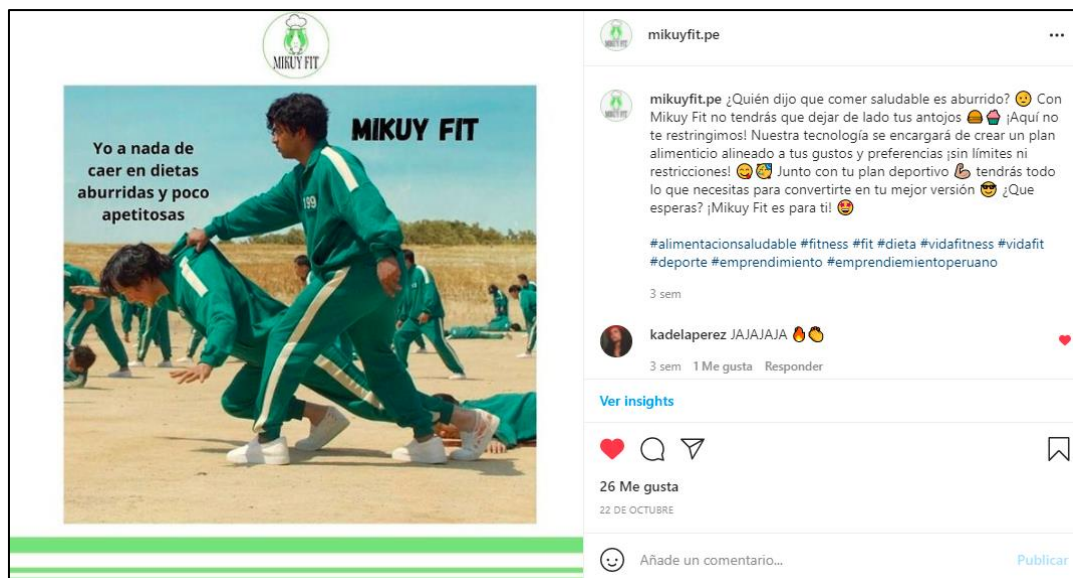 MIKUY FIT
Yo a nada de
caer en dietas
aburridas y poco
apetitosas
MIKUY FIT
199
mikuyfit.pe
mikuyfit.pe ¿Quién dijo que comer saludable es aburrido? 🙁 Con
Mikuy Fit no tendrás que dejar de lado tus antojos 🍔🧁 ¡Aquí no
te restringimos! Nuestra tecnología se encargará de crear un plan
alimenticio alineado a tus gustos y preferencias ¡sin límites ni
restricciones! 😋🥳 Junto con tu plan deportivo 💪 tendrás todo
lo que necesitas para convertirte en tu mejor versión 😎 ¿Que
esperas? ¡Mikuy Fit es para ti! 🤩
#alimentacionsaludable #fitness #fit #dieta #vidafitness #vidafit
#deporte #emprendimiento #emprendiemientoperuano
3 sem
kadelaperez JAJAJAJA 🔥👏
3 sem 1 Me gusta Responder
Ver insights
26 Me gusta
22 DE OCTUBRE
Añade un comentario...
Publicar